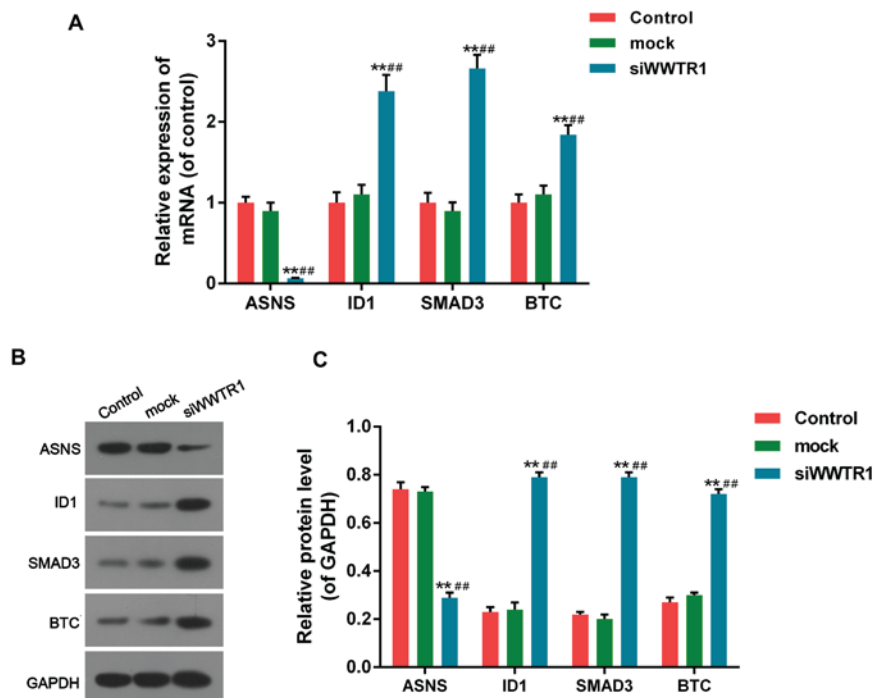 A
Control
mock
siWWTR1
Relative expression of
mRNA (of control)
3
2
1
0
**##
**##
**##
**##
ASNS
ID1
SMAD3
BTC
B
Control
mock
siWWTR1
ASNS
ID1
SMAD3
BTC
GAPDH
C
Control
mock
siWWTR1
Relative protein level
(of GAPDH)
1.0
0.8
0.6
0.4
0.2
0.0
** ##
** ##
** ##
** ##
ASNS
ID1
SMAD3
BTC